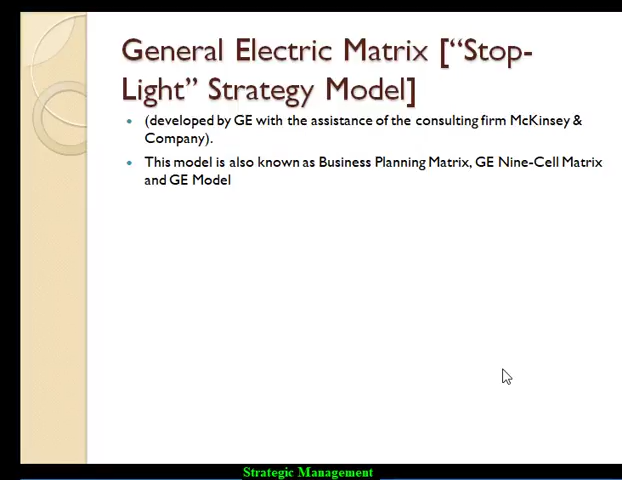 General Electric Matrix [“Stop-
Light” Strategy Model]
(developed by GE with the assistance of the consulting firm McKinsey &
Company).
This model is also known as Business Planning Matrix, GE Nine-Cell Matrix
and GE Model
Strategic Management